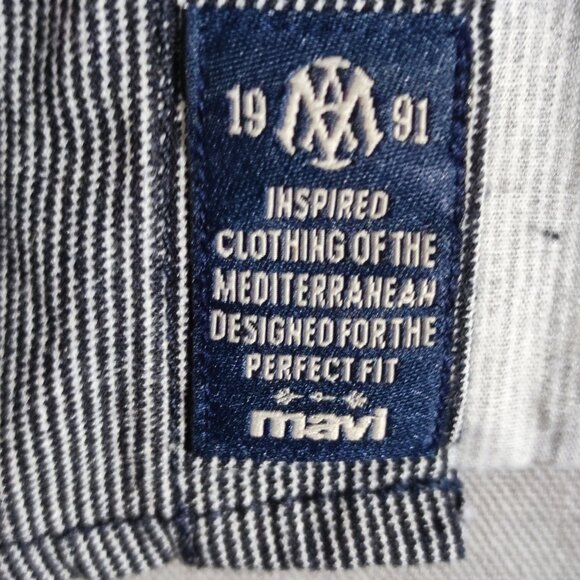 19 91
INSPIRED
CLOTHING OF THE
MEDITERRANEAN
DESIGNED FOR THE
PERFECT FIT
mavi